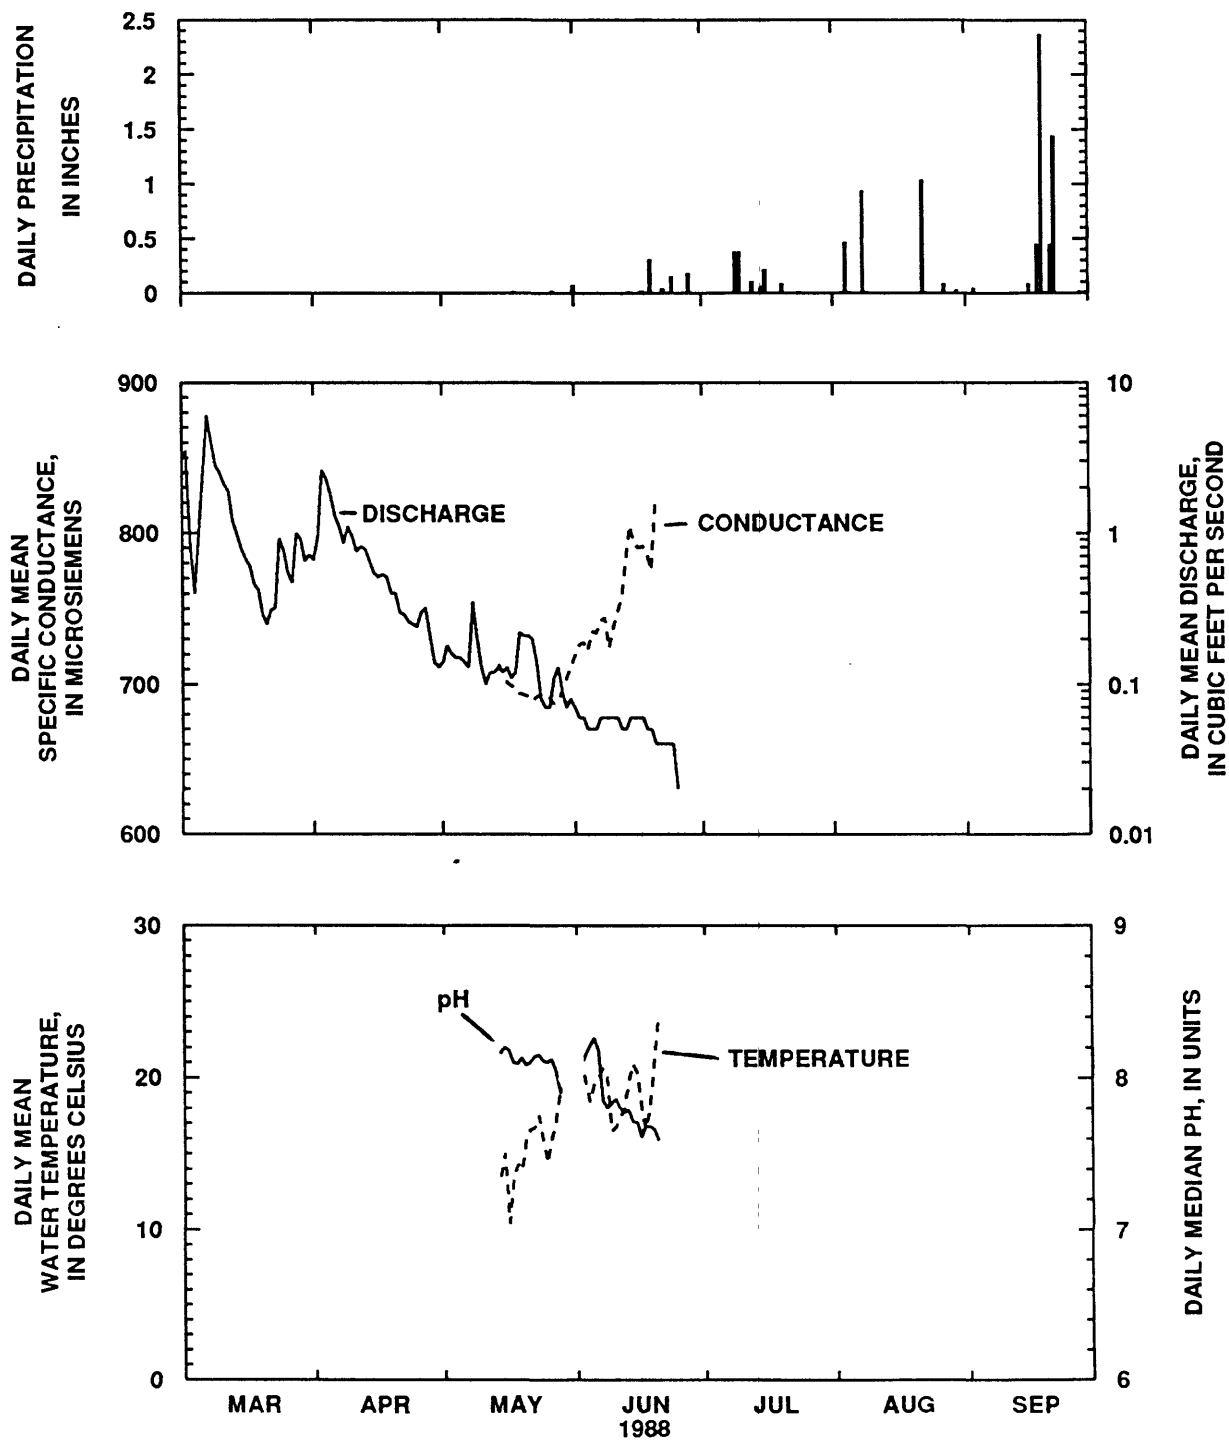 DAILY PRECIPITATION
IN INCHES
2.5
2
1.5
1
0.5
0
DAILY MEAN
SPECIFIC CONDUCTANCE,
IN MICROSIEMENS
900
800
700
600
DISCHARGE
CONDUCTANCE
10
1
0.1
0.01
DAILY MEAN DISCHARGE,
IN CUBIC FEET PER SECOND
DAILY MEAN
WATER TEMPERATURE,
IN DEGREES CELSIUS
30
20
10
0
pH
TEMPERATURE
9
8
7
6
DAILY MEDIAN PH, IN UNITS
MAR APR MAY JUN JUL AUG SEP
1988